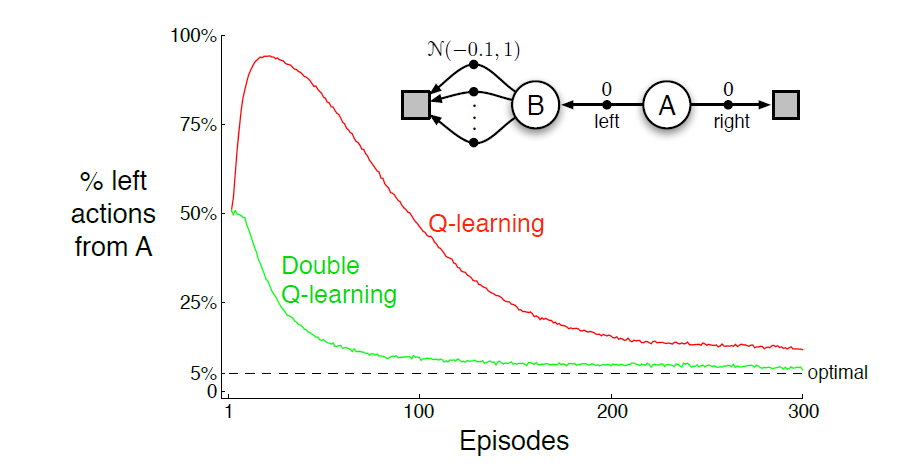 100%
75%
50%
25%
5%
0
% left
actions
from A
N(−0.1, 1)
B
0
left
A
0
right
Q-learning
Double
Q-learning
optimal
1
100
200
300
Episodes